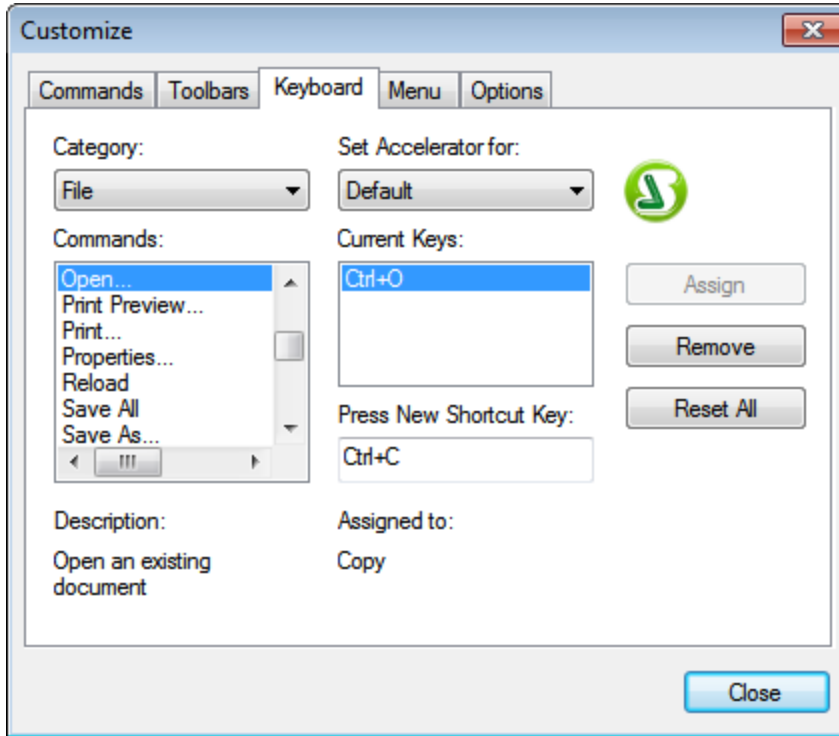 Customize
Commands Toolbars Keyboard Menu Options
Category:
Set Accelerator for:
File
Default
Commands:
Current Keys:
Open...
Print Preview...
Print...
Properties...
Reload
Save All
Save As...
Ctrl+O
Assign
Remove
Reset All
Press New Shortcut Key:
Ctrl+C
Description:
Assigned to:
Open an existing
document
Copy
Close